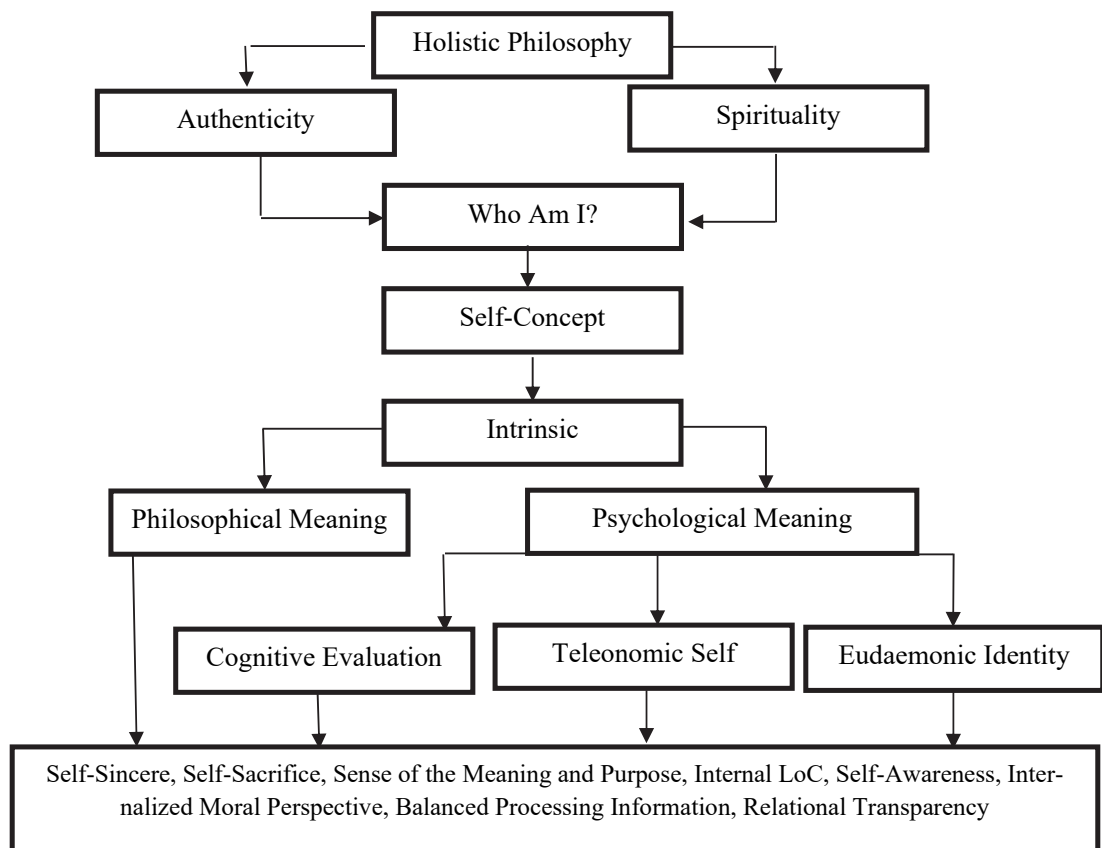 Holistic Philosophy
Authenticity
Spirituality
Who Am I?
Self-Concept
Intrinsic
Philosophical Meaning
Psychological Meaning
Cognitive Evaluation
Teleonomic Self
Eudaemonic Identity
Self-Sincere, Self-Sacrifice, Sense of the Meaning and Purpose, Internal LoC, Self-Awareness, Inter-
nalized Moral Perspective, Balanced Processing Information, Relational Transparency